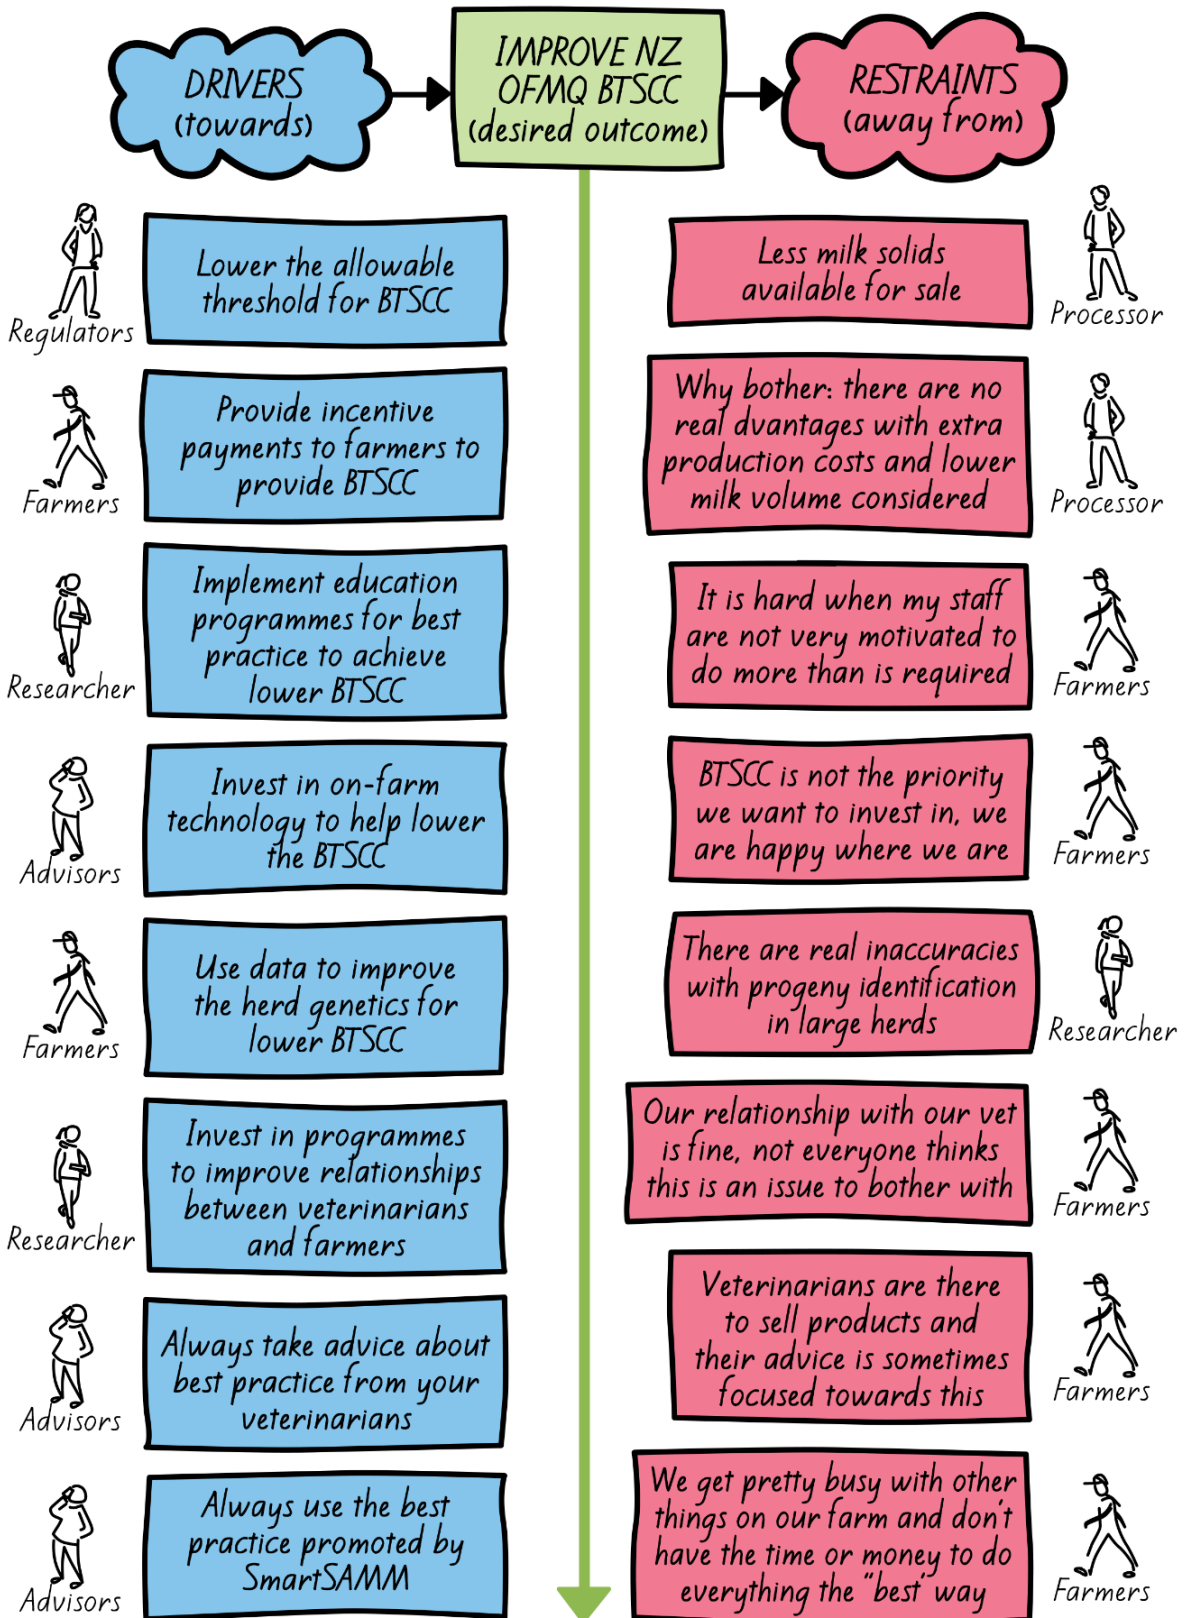 DRIVERS
(towards)
IMPROVE NZ
OFMQ BTSCC
(desired outcome)
RESTRAINTS
(away from)
Regulators
Lower the allowable
threshold for BTSCC
Less milk solids
available for sale
Processor
Farmers
Provide incentive
payments to farmers to
provide BTSCC
Why bother: there are no
real dvantages with extra
production costs and lower
milk volume considered
Processor
Researcher
Implement education
programmes for best
practice to achieve
lower BTSCC
It is hard when my staff
are not very motivated to
do more than is required
Farmers
Advisors
Invest in on-farm
technology to help lower
the BTSCC
BTSCC is not the priority
we want to invest in, we
are happy where we are
Farmers
Farmers
Use data to improve
the herd genetics for
lower BTSCC
There are real inaccuracies
with progeny identification
in large herds
Researcher
Researcher
Invest in programmes
to improve relationships
between veterinarians
and farmers
Our relationship with our vet
is fine, not everyone thinks
this is an issue to bother with
Farmers
Advisors
Always take advice about
best practice from your
veterinarians
Veterinarians are there
to sell products and
their advice is sometimes
focused towards this
Farmers
Advisors
Always use the best
practice promoted by
SmartSAMM
We get pretty busy with other
things on our farm and don't
have the time or money to do
everything the "best' way
Farmers